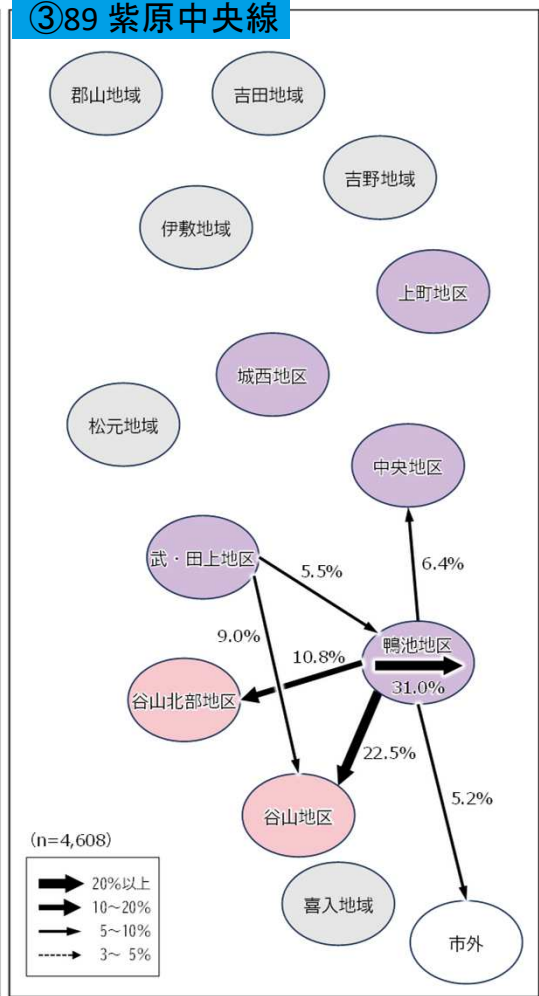 ③89 紫原中央線
郡山地域
吉田地域
吉野地域
伊敷地域
上町地区
城西地区
松元地域
中央地区
武・田上地区
5.5%
6.4%
9.0%
10.8%
鴨池地区
31.0%
谷山北部地区
22.5%
5.2%
谷山地区
(n=4,608)
20%以上
10～20%
5～10%
3～ 5%
喜入地域
市外